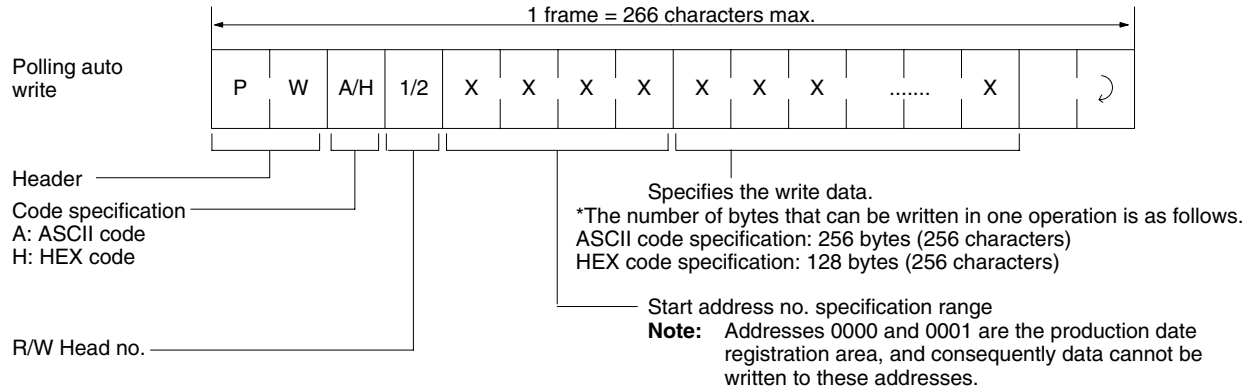 1 frame = 266 characters max.
Polling auto
write
P W A/H 1/2 X X X X X X X ....... X
Header
Code specification
A: ASCII code
H: HEX code
R/W Head no.
Specifies the write data.
*The number of bytes that can be written in one operation is as follows.
ASCII code specification: 256 bytes (256 characters)
HEX code specification: 128 bytes (256 characters)
Start address no. specification range
Note: Addresses 0000 and 0001 are the production date
registration area, and consequently data cannot be
written to these addresses.